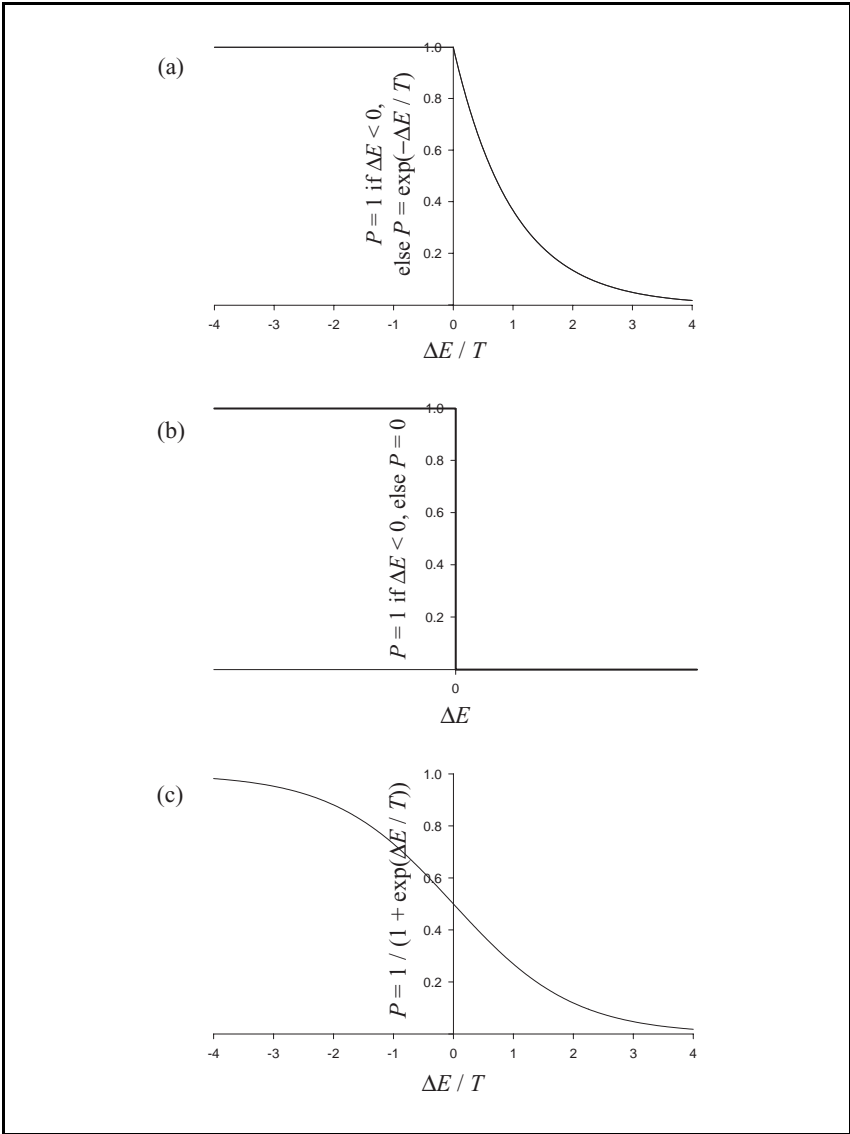 (a)
P = 1 if ΔE < 0,
else P = exp(−ΔE / T)
1.0
0.8
0.6
0.4
0.2
-4 -3 -2 -1 0 1 2 3 4
ΔE / T
(b)
P = 1 if ΔE < 0, else P = 0
1.0
0.8
0.6
0.4
0.2
0
ΔE
(c)
P = 1 / (1 + exp(ΔE / T))
1.0
0.8
0.6
0.4
0.2
-4 -3 -2 -1 0 1 2 3 4
ΔE / T